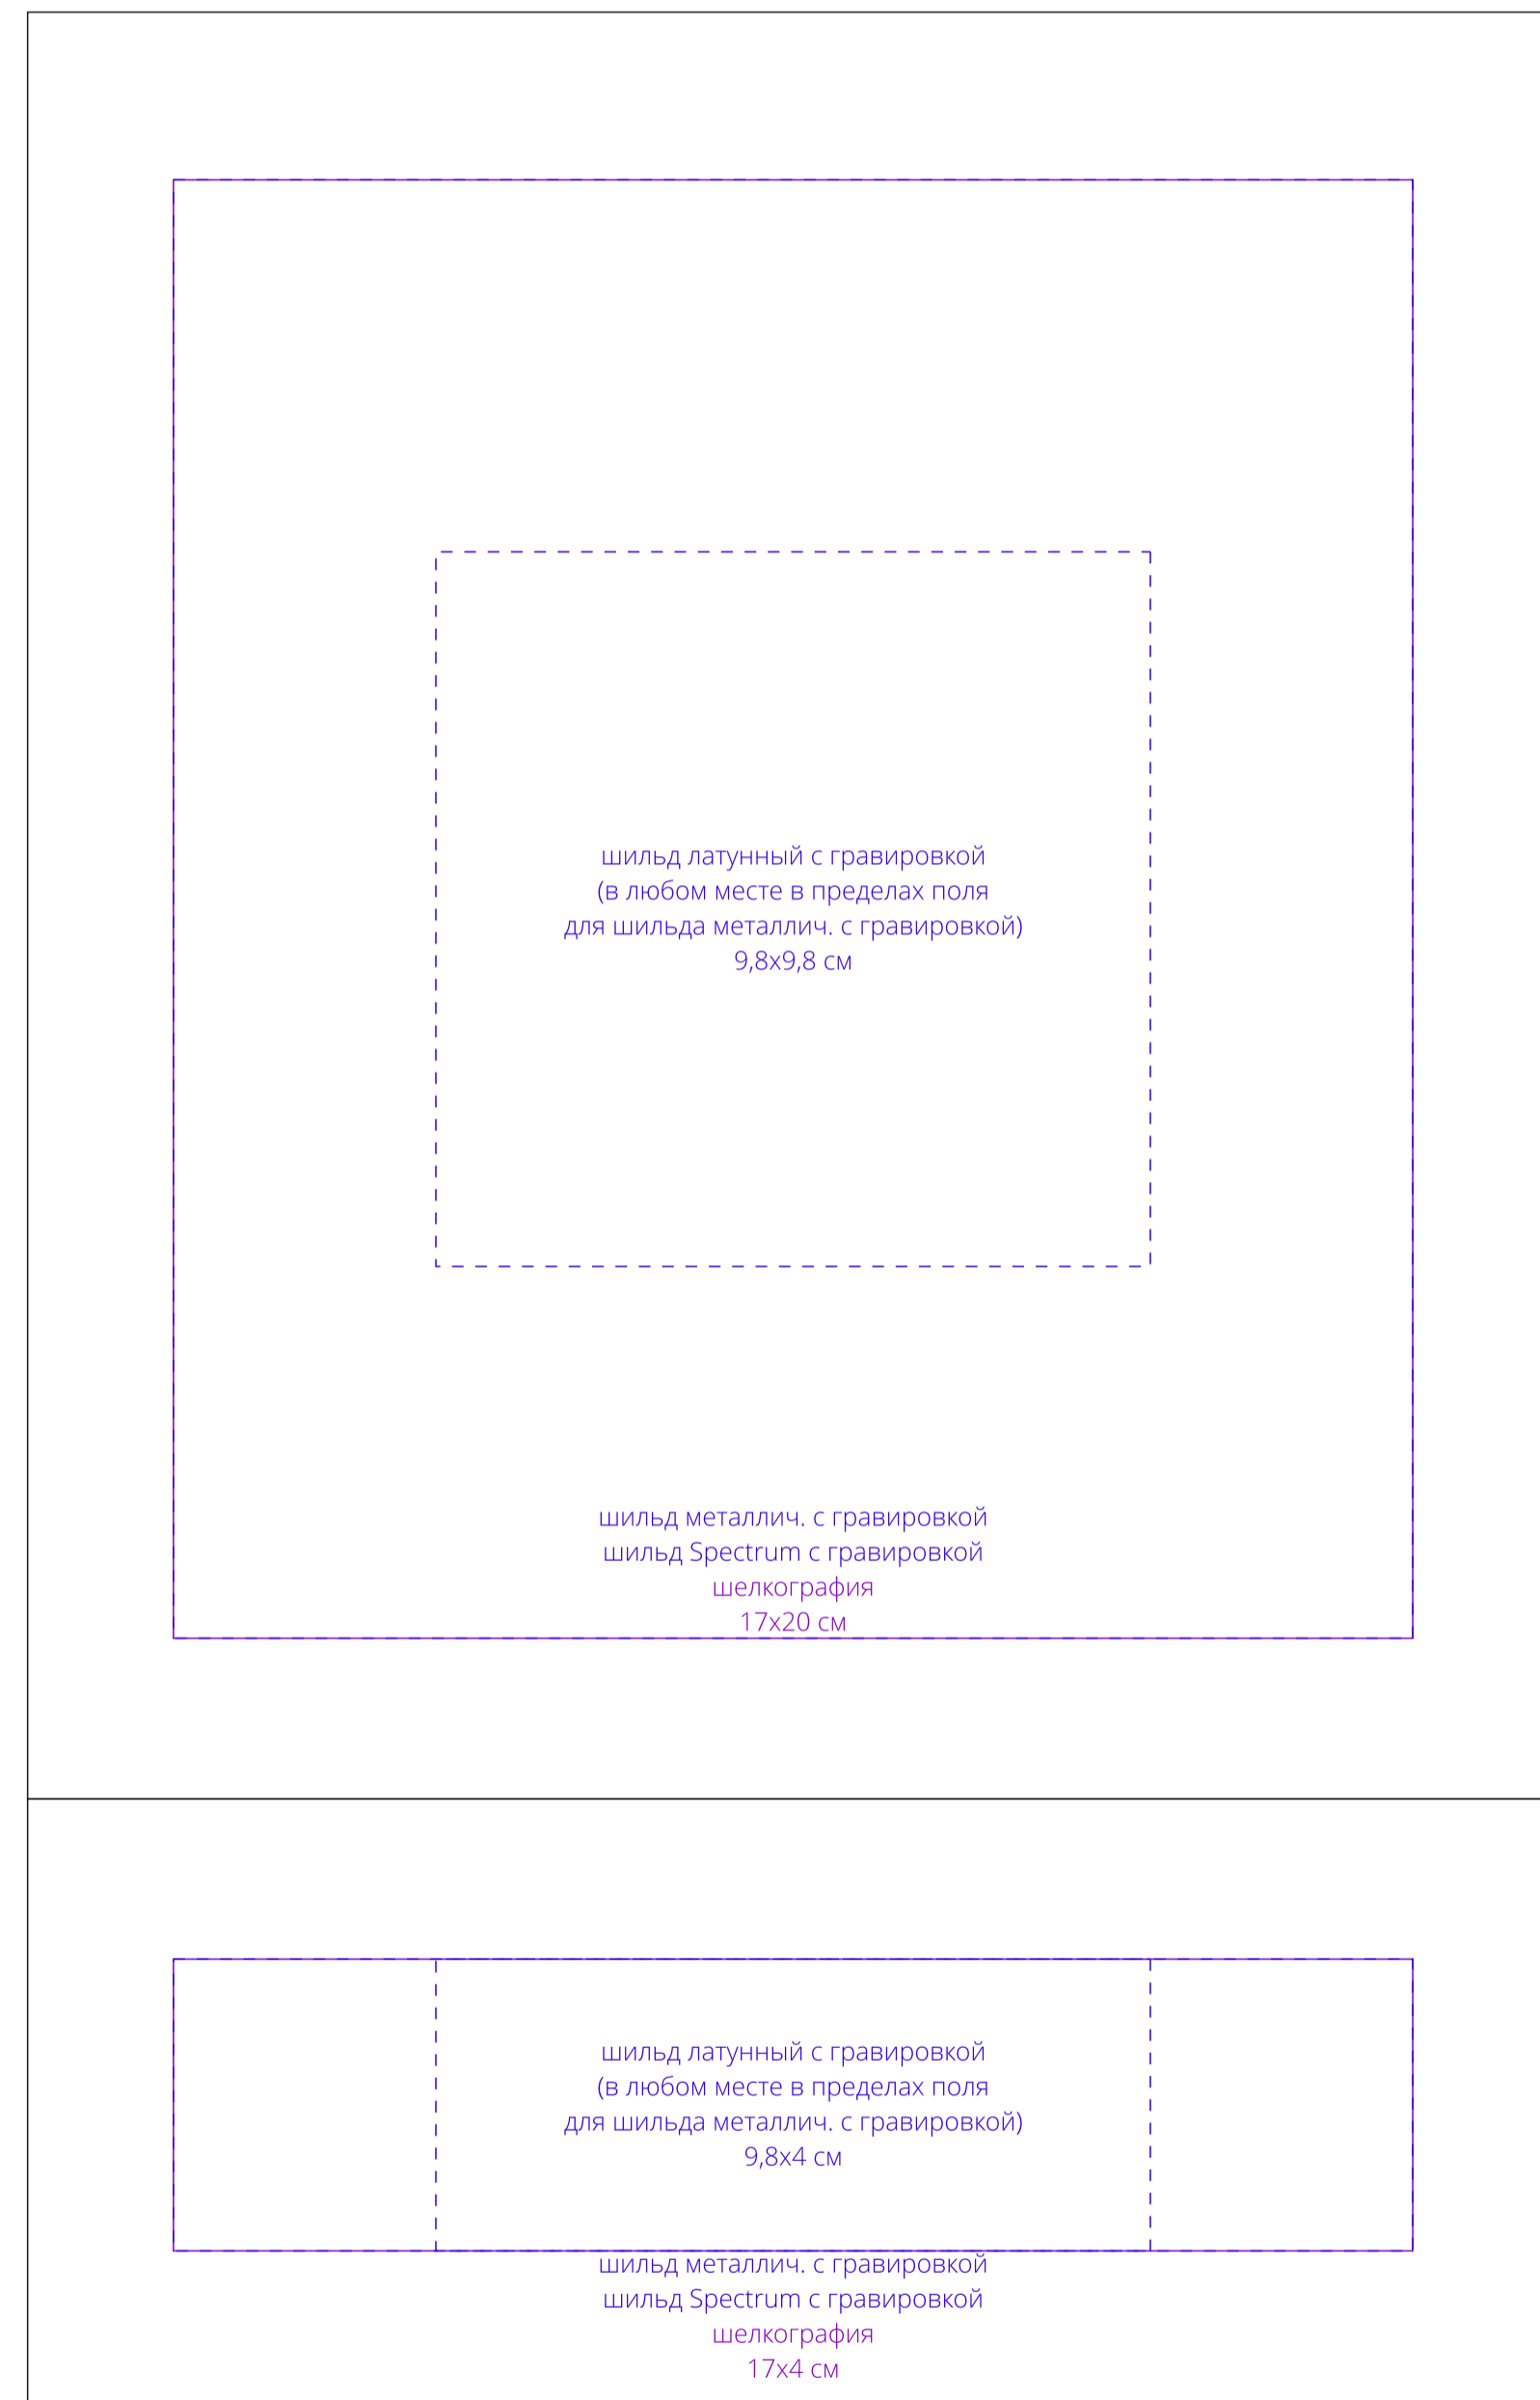 шильд латунный с гравировкой
(в любом месте в пределах поля
для шильда металлич. с гравировкой)
9,8x9,8 см
шильд металлич. с гравировкой
шильд Spectrum с гравировкой
шелкография
17x20 см
шильд латунный с гравировкой
(в любом месте в пределах поля
для шильда металлич. с гравировкой)
9,8x4 см
шильд металлич. с гравировкой
шильд Spectrum с гравировкой
шелкография
17x4 см